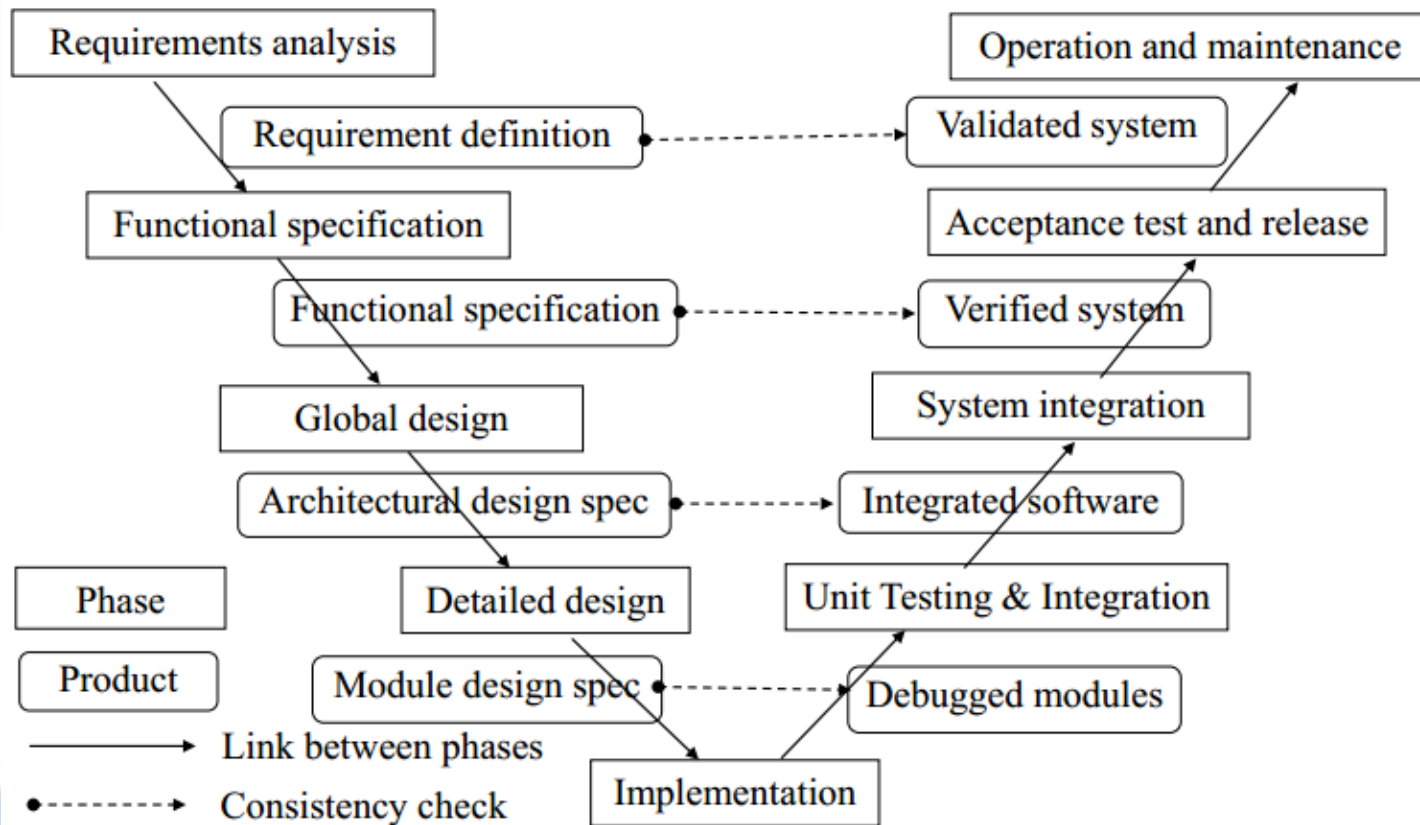 Requirements analysis
Operation and maintenance
Requirement definition
Validated system
Functional specification
Acceptance test and release
Functional specification
Verified system
Global design
System integration
Architectural design spec
Integrated software
Phase
Detailed design
Unit Testing & Integration
Product
Module design spec
Debugged modules
Link between phases
Implementation
Consistency check